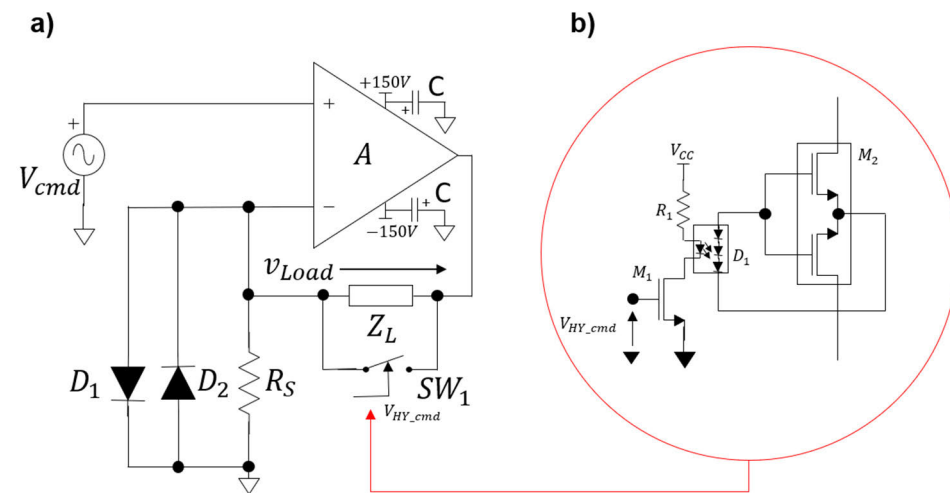 a)
+150V
C
+
+
+
V_cmd
A
−
C
+
−150V
v_Load
Z_L
D_1
D_2
R_S
SW_1
V_HY_cmd
b)
M_2
V_CC
R_1
D_1
M_1
V_HY_cmd